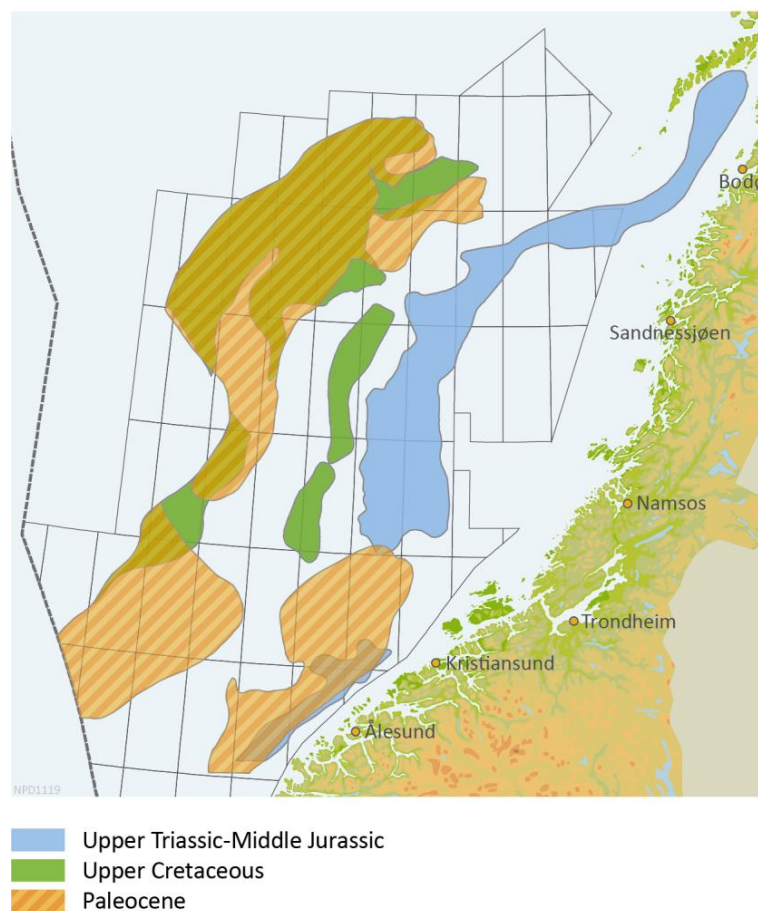 Bodø
Sandnessjøen
Namsos
Trondheim
Kristiansund
Ålesund
NPD1119
Upper Triassic-Middle Jurassic
Upper Cretaceous
Paleocene